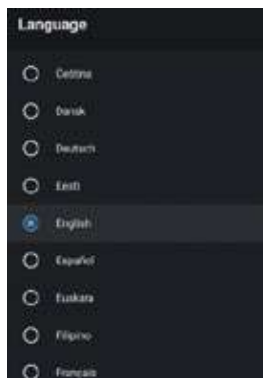 Language
Čeština
Dansk
Deutsch
Eesti
English
Español
Euskara
Filipino
Français